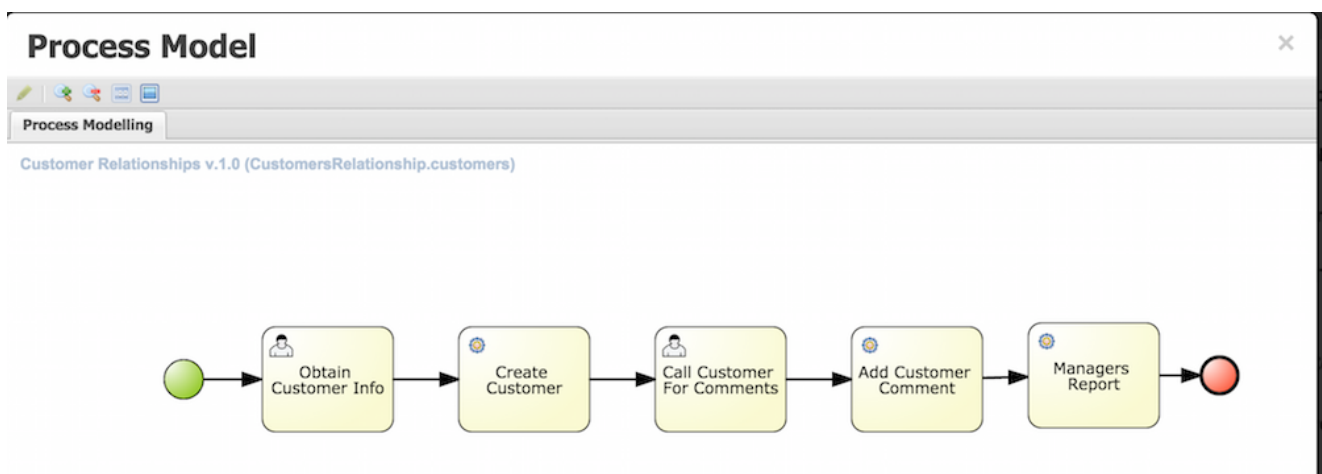 Process Model
Process Modelling
Customer Relationships v.1.0 (CustomersRelationship.customers)
Obtain
Customer Info
Create
Customer
Call Customer
For Comments
Add Customer
Comment
Managers
Report